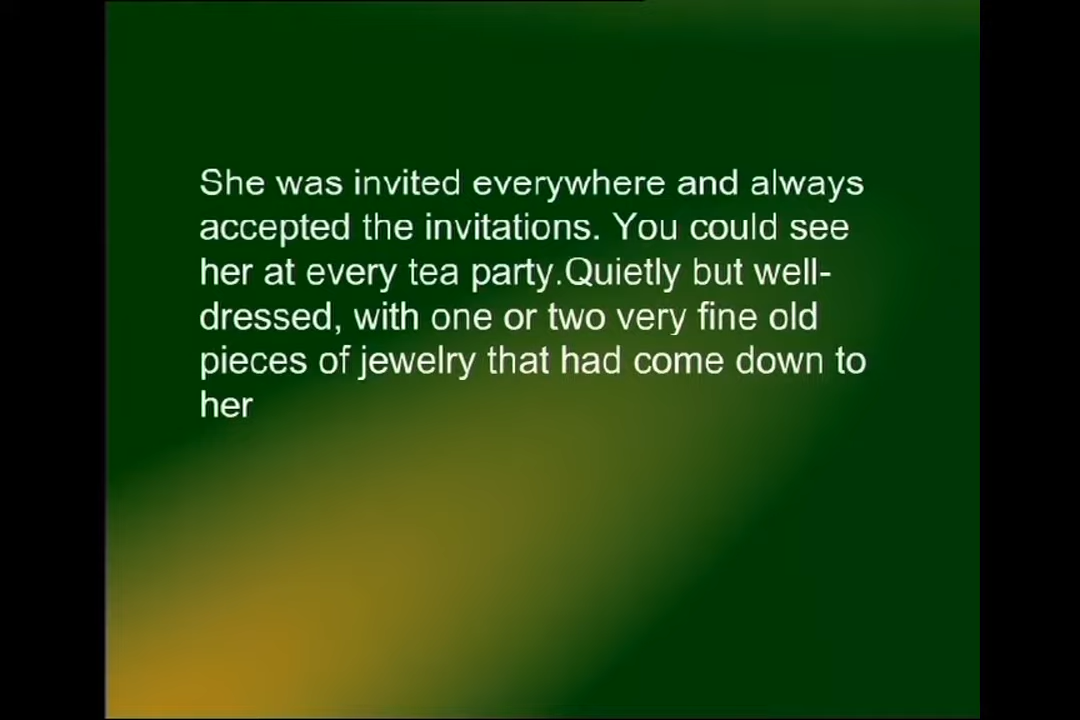 She was invited everywhere and always
accepted the invitations. You could see
her at every tea party.Quietly but well-
dressed, with one or two very fine old
pieces of jewelry that had come down to
her